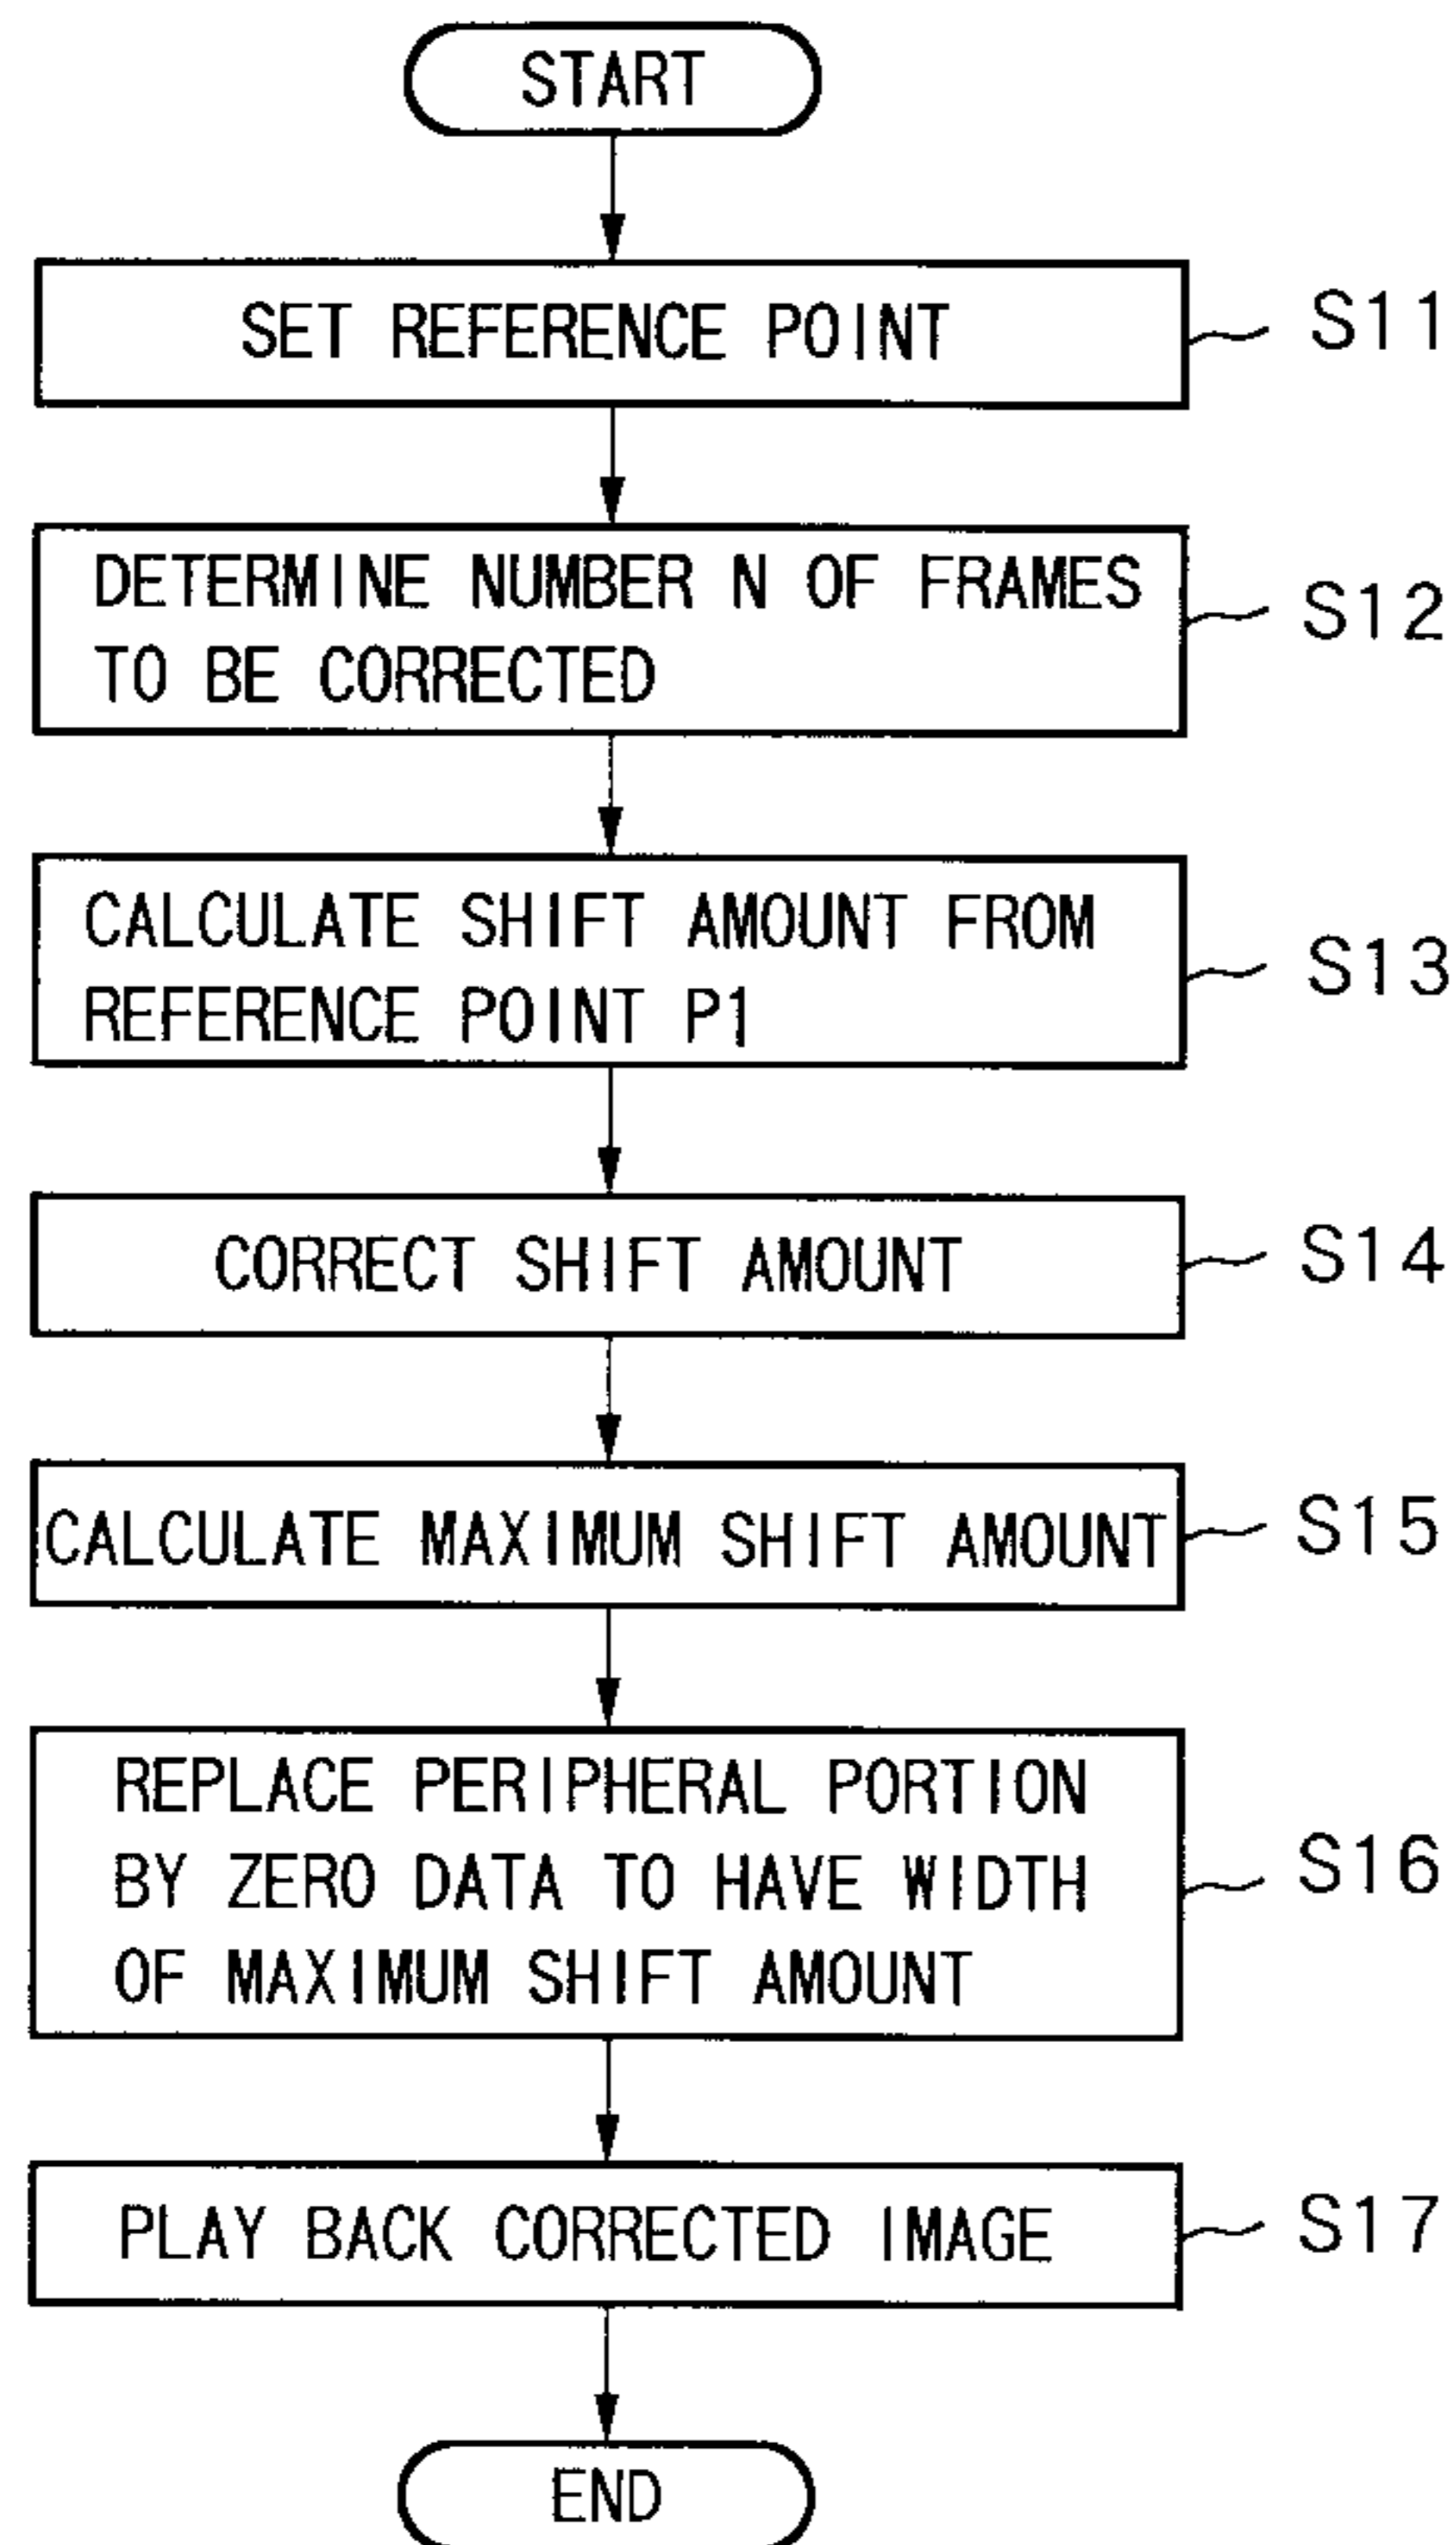 START
SET REFERENCE POINT
S11
DETERMINE NUMBER N OF FRAMES
TO BE CORRECTED
S12
CALCULATE SHIFT AMOUNT FROM
REFERENCE POINT P1
S13
CORRECT SHIFT AMOUNT
S14
CALCULATE MAXIMUM SHIFT AMOUNT
S15
REPLACE PERIPHERAL PORTION
BY ZERO DATA TO HAVE WIDTH
OF MAXIMUM SHIFT AMOUNT
S16
PLAY BACK CORRECTED IMAGE
S17
END